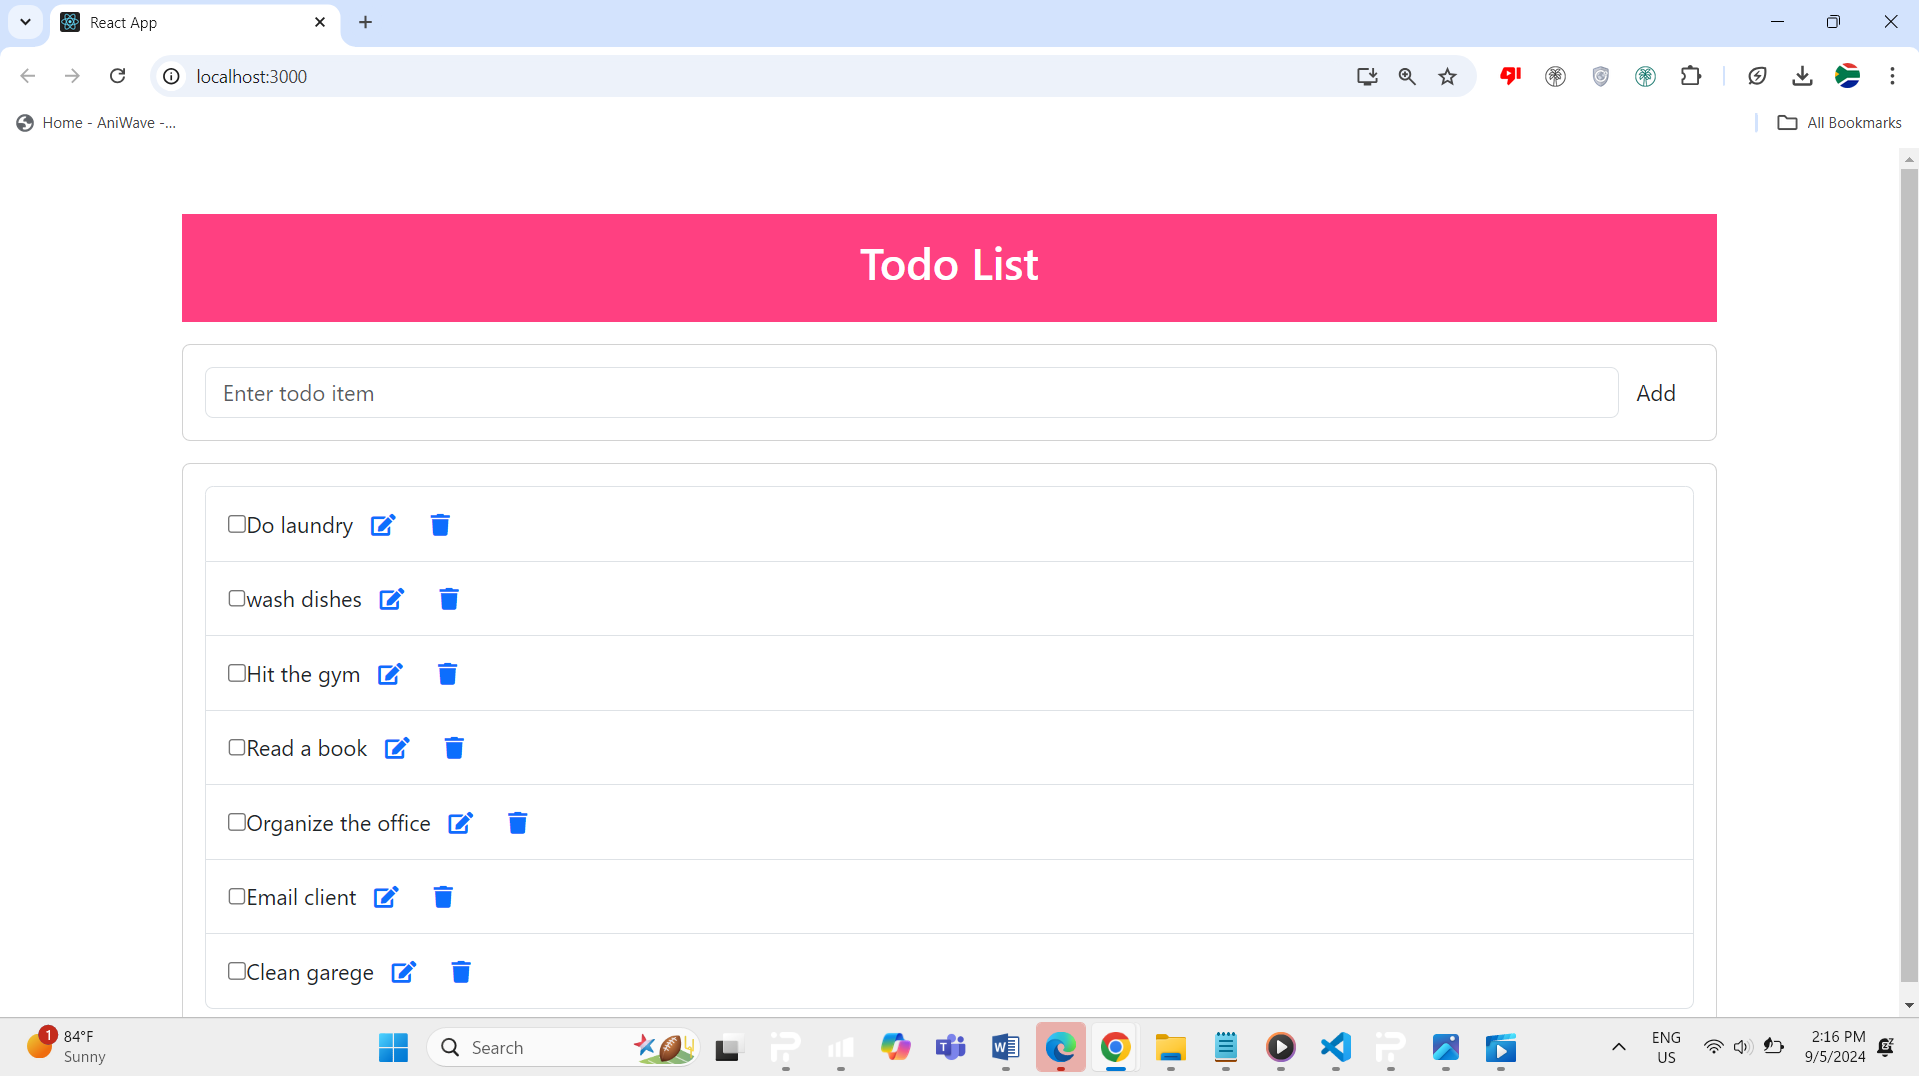 React App
localhost:3000
Home - AniWave -...
All Bookmarks
Todo List
Enter todo item
Add
Do laundry
wash dishes
Hit the gym
Read a book
Organize the office
Email client
Clean garege
1
84°F
Sunny
Search
ENG
US
2:16 PM
9/5/2024